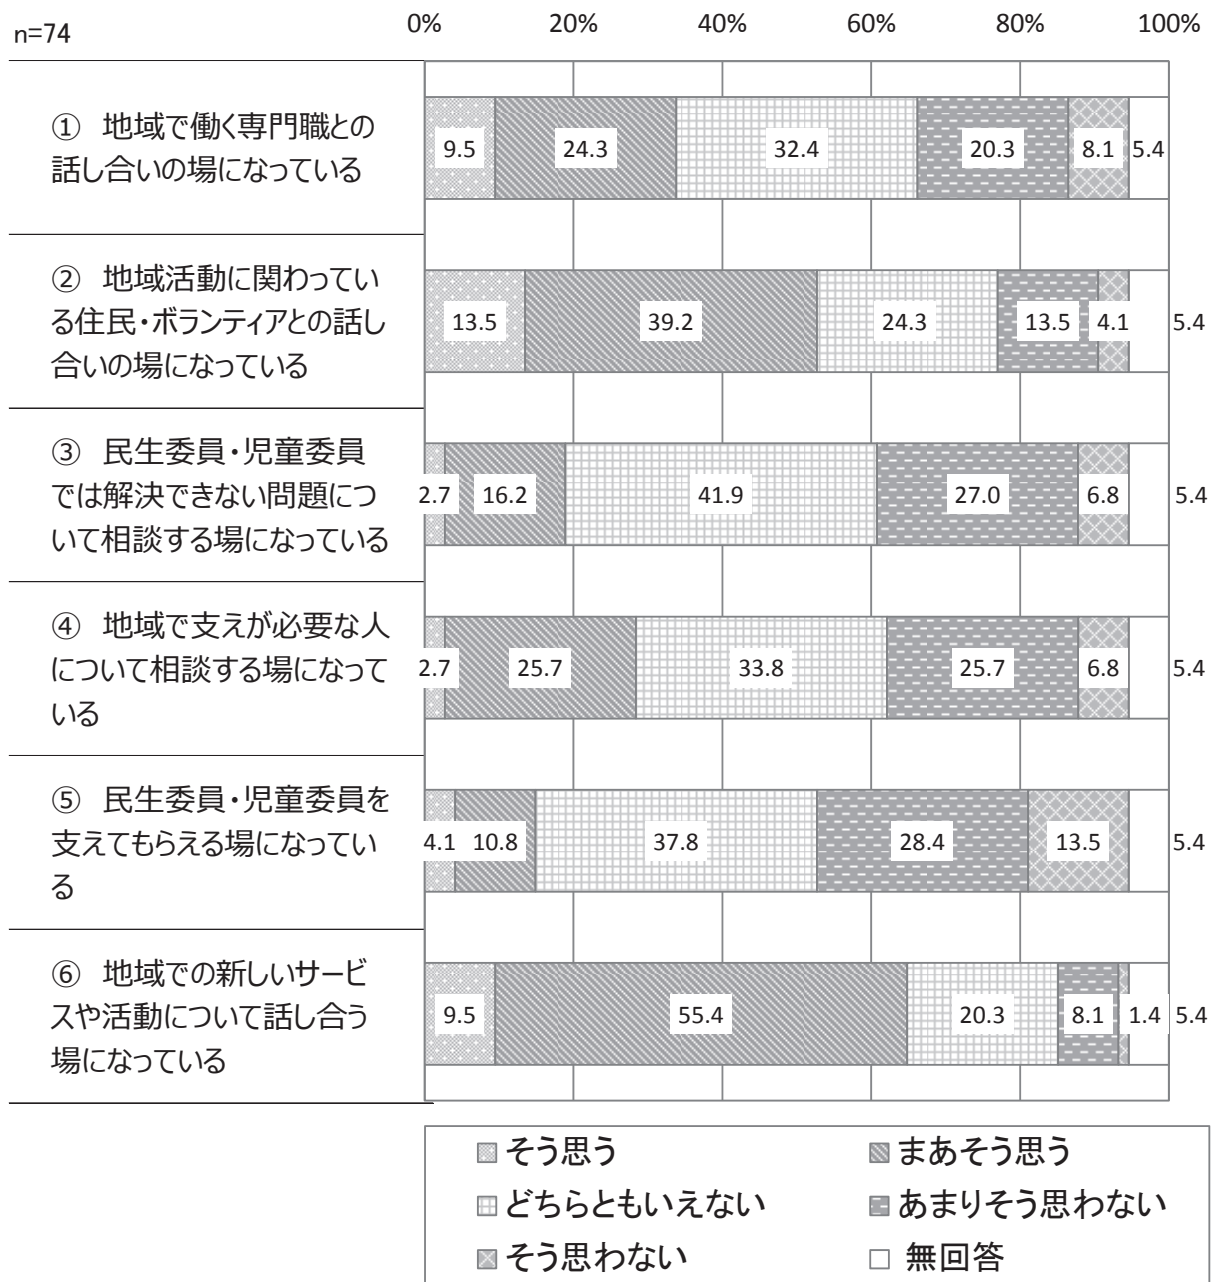 n=74
0% 20% 40% 60% 80% 100%
① 地域で働く専門職との
話し合いの場になっている
9.5 24.3 32.4 20.3 8.1 5.4
② 地域活動に関わってい
る住民・ボランティアとの話し
合いの場になっている
13.5 39.2 24.3 13.5 4.1 5.4
③ 民生委員・児童委員
では解決できない問題につ
いて相談する場になっている
2.7 16.2 41.9 27.0 6.8 5.4
④ 地域で支えが必要な人
について相談する場になって
いる
2.7 25.7 33.8 25.7 6.8 5.4
⑤ 民生委員・児童委員を
支えてもらえる場になってい
る
4.1 10.8 37.8 28.4 13.5 5.4
⑥ 地域での新しいサービ
スや活動について話し合う
場になっている
9.5 55.4 20.3 8.1 1.4 5.4
そう思う まあそう思う
どちらともいえない あまりそう思わない
そう思わない 無回答